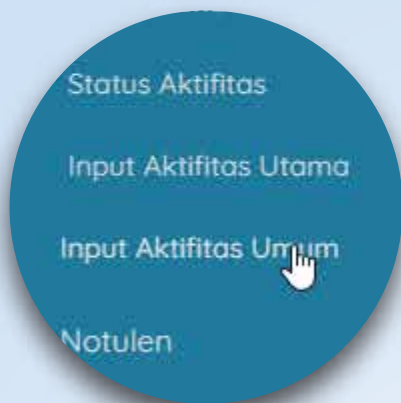 Status Aktifitas
Input Aktifitas Utama
Input Aktifitas Umum
Notulen